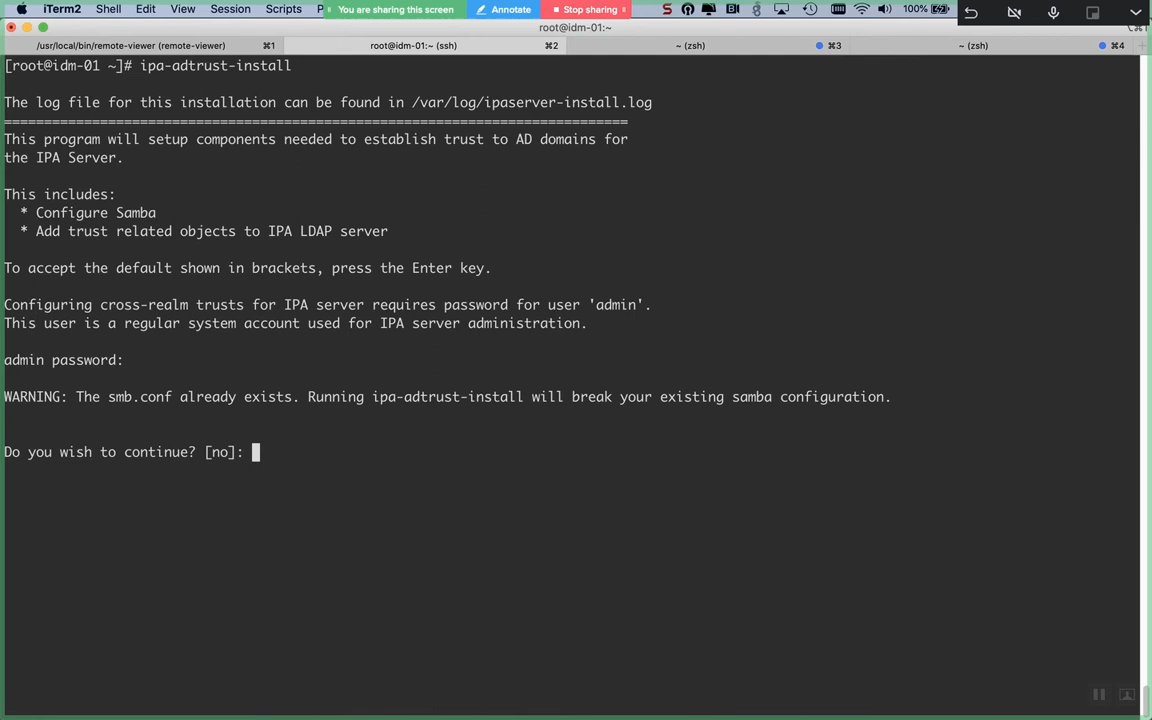 iTerm2 Shell Edit View Session Scripts P
You are sharing this screen
Annotate
Stop sharing
100%
root@idm-01:~
/usr/local/bin/remote-viewer (remote-viewer) ⌘1
root@idm-01:~ (ssh) ⌘2
~ (zsh) ⌘3
~ (zsh) ⌘4
[root@idm-01 ~]# ipa-adtrust-install
The log file for this installation can be found in /var/log/ipaserver-install.log
==============================================================================
This program will setup components needed to establish trust to AD domains for
the IPA Server.
This includes:
* Configure Samba
* Add trust related objects to IPA LDAP server
To accept the default shown in brackets, press the Enter key.
Configuring cross-realm trusts for IPA server requires password for user 'admin'.
This user is a regular system account used for IPA server administration.
admin password:
WARNING: The smb.conf already exists. Running ipa-adtrust-install will break your existing samba configuration.
Do you wish to continue? [no]: